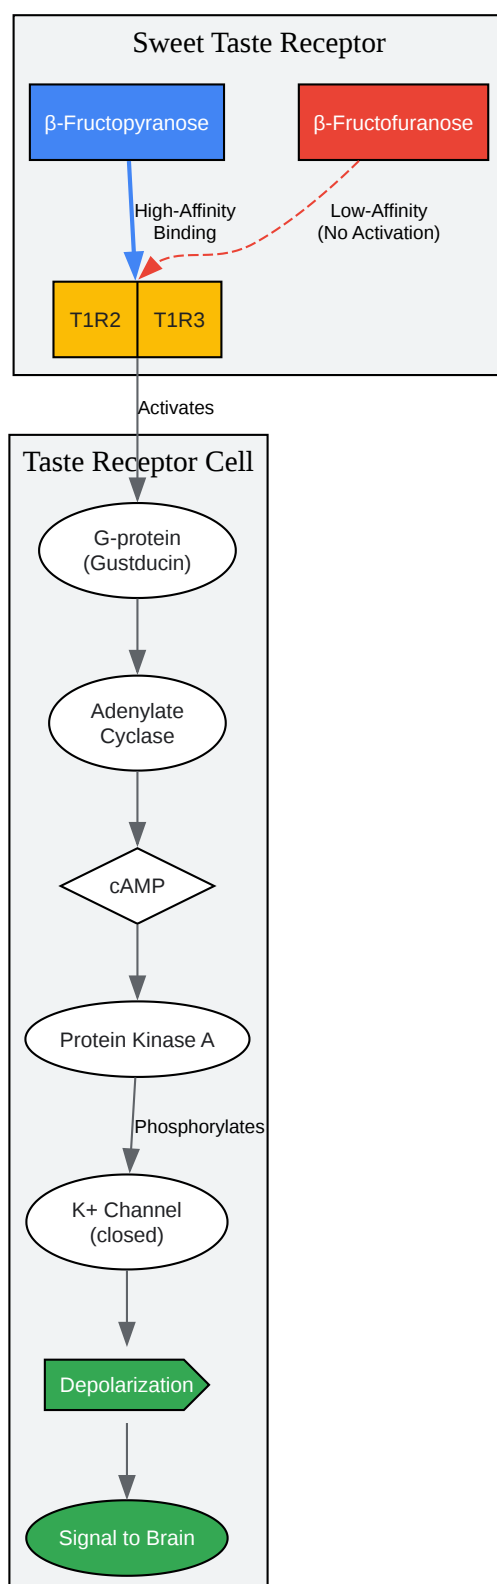 Sweet Taste Receptor
β-Fructopyranose
β-Fructofuranose
High-Affinity
Binding
Low-Affinity
(No Activation)
T1R2
T1R3
Activates
Taste Receptor Cell
G-protein
(Gustducin)
Adenylate
Cyclase
cAMP
Protein Kinase A
Phosphorylates
K+ Channel
(closed)
Depolarization
Signal to Brain